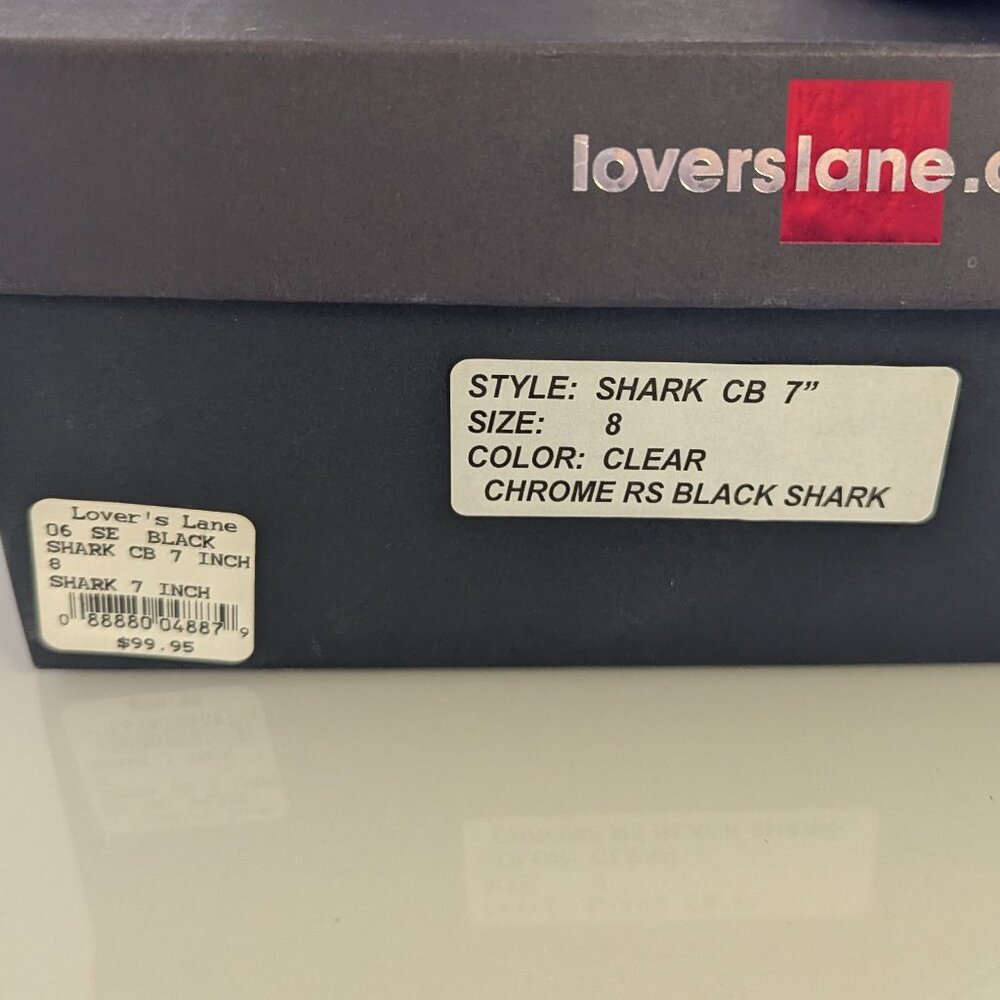 loverslane.c
STYLE: SHARK CB 7”
SIZE: 8
COLOR: CLEAR
CHROME RS BLACK SHARK
Lover's Lane
06 SE BLACK
SHARK CB 7 INCH
8
SHARK 7 INCH
0 88880 04887 9
$99.95